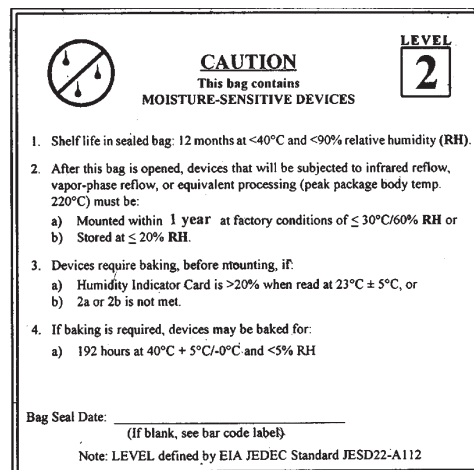 LEVEL
2
CAUTION
This bag contains
MOISTURE-SENSITIVE DEVICES
1. Shelf life in sealed bag: 12 months at <40°C and <90% relative humidity (RH).
2. After this bag is opened, devices that will be subjected to infrared reflow,
vapor-phase reflow, or equivalent processing (peak package body temp.
220°C) must be:
a) Mounted within 1 year at factory conditions of ≤ 30°C/60% RH or
b) Stored at ≤ 20% RH.
3. Devices require baking, before mounting, if:
a) Humidity Indicator Card is >20% when read at 23°C ± 5°C, or
b) 2a or 2b is not met.
4. If baking is required, devices may be baked for:
a) 192 hours at 40°C + 5°C/-0°C and <5% RH
Bag Seal Date:
(If blank, see bar code label)
Note: LEVEL defined by EIA JEDEC Standard JESD22-A112